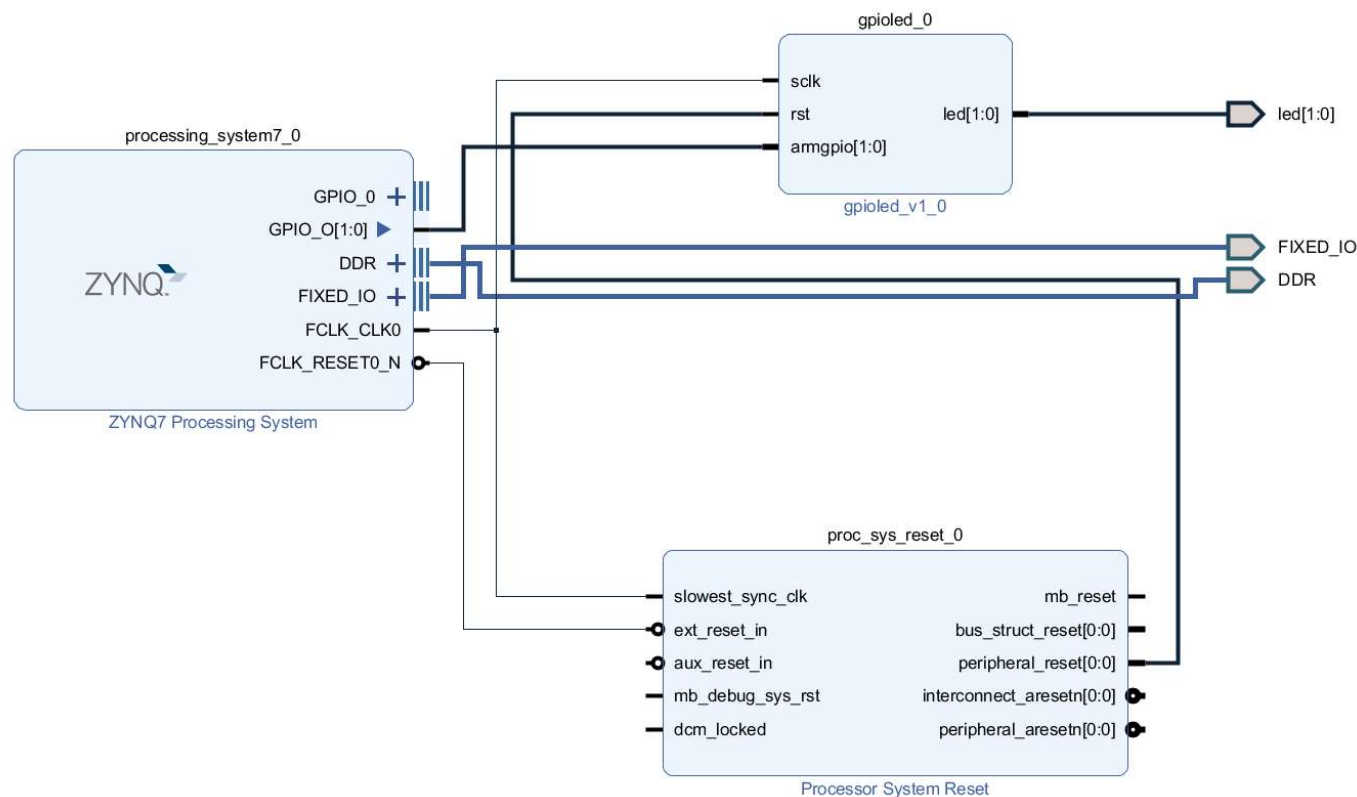 gpioled_0
sclk
rst
armgpio[1:0]
led[1:0]
gpioled_v1_0
led[1:0]
FIXED_IO
DDR
processing_system7_0
GPIO_0
GPIO_O[1:0]
DDR
FIXED_IO
FCLK_CLK0
FCLK_RESET0_N
ZYNQ
ZYNQ7 Processing System
proc_sys_reset_0
slowest_sync_clk
ext_reset_in
aux_reset_in
mb_debug_sys_rst
dcm_locked
mb_reset
bus_struct_reset[0:0]
peripheral_reset[0:0]
interconnect_aresetn[0:0]
peripheral_aresetn[0:0]
Processor System Reset